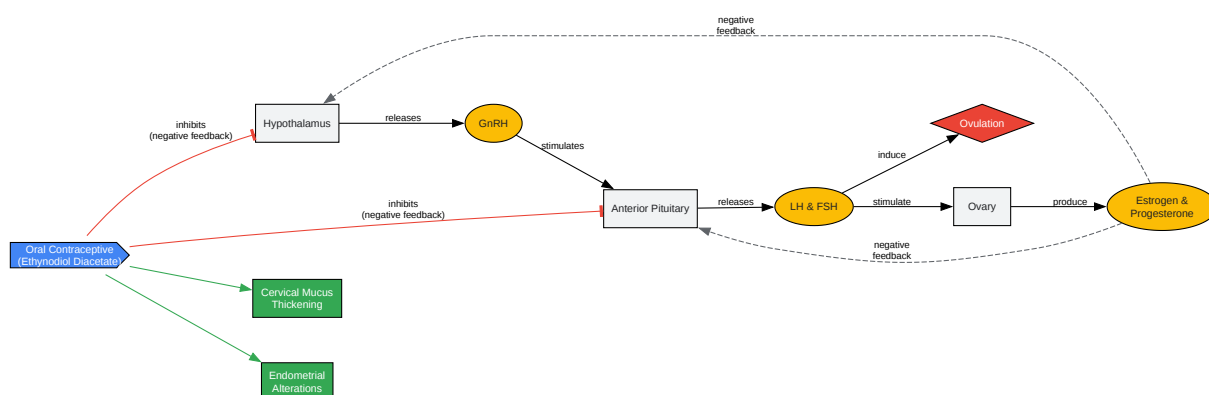 negative
feedback
inhibits
(negative feedback)
Hypothalamus
releases
GnRH
Ovulation
stimulates
induce
inhibits
(negative feedback)
Anterior Pituitary
releases
LH & FSH
stimulate
Ovary
produce
Estrogen &
Progesterone
negative
feedback
Oral Contraceptive
(Ethynodiol Diacetate)
Cervical Mucus
Thickening
Endometrial
Alterations